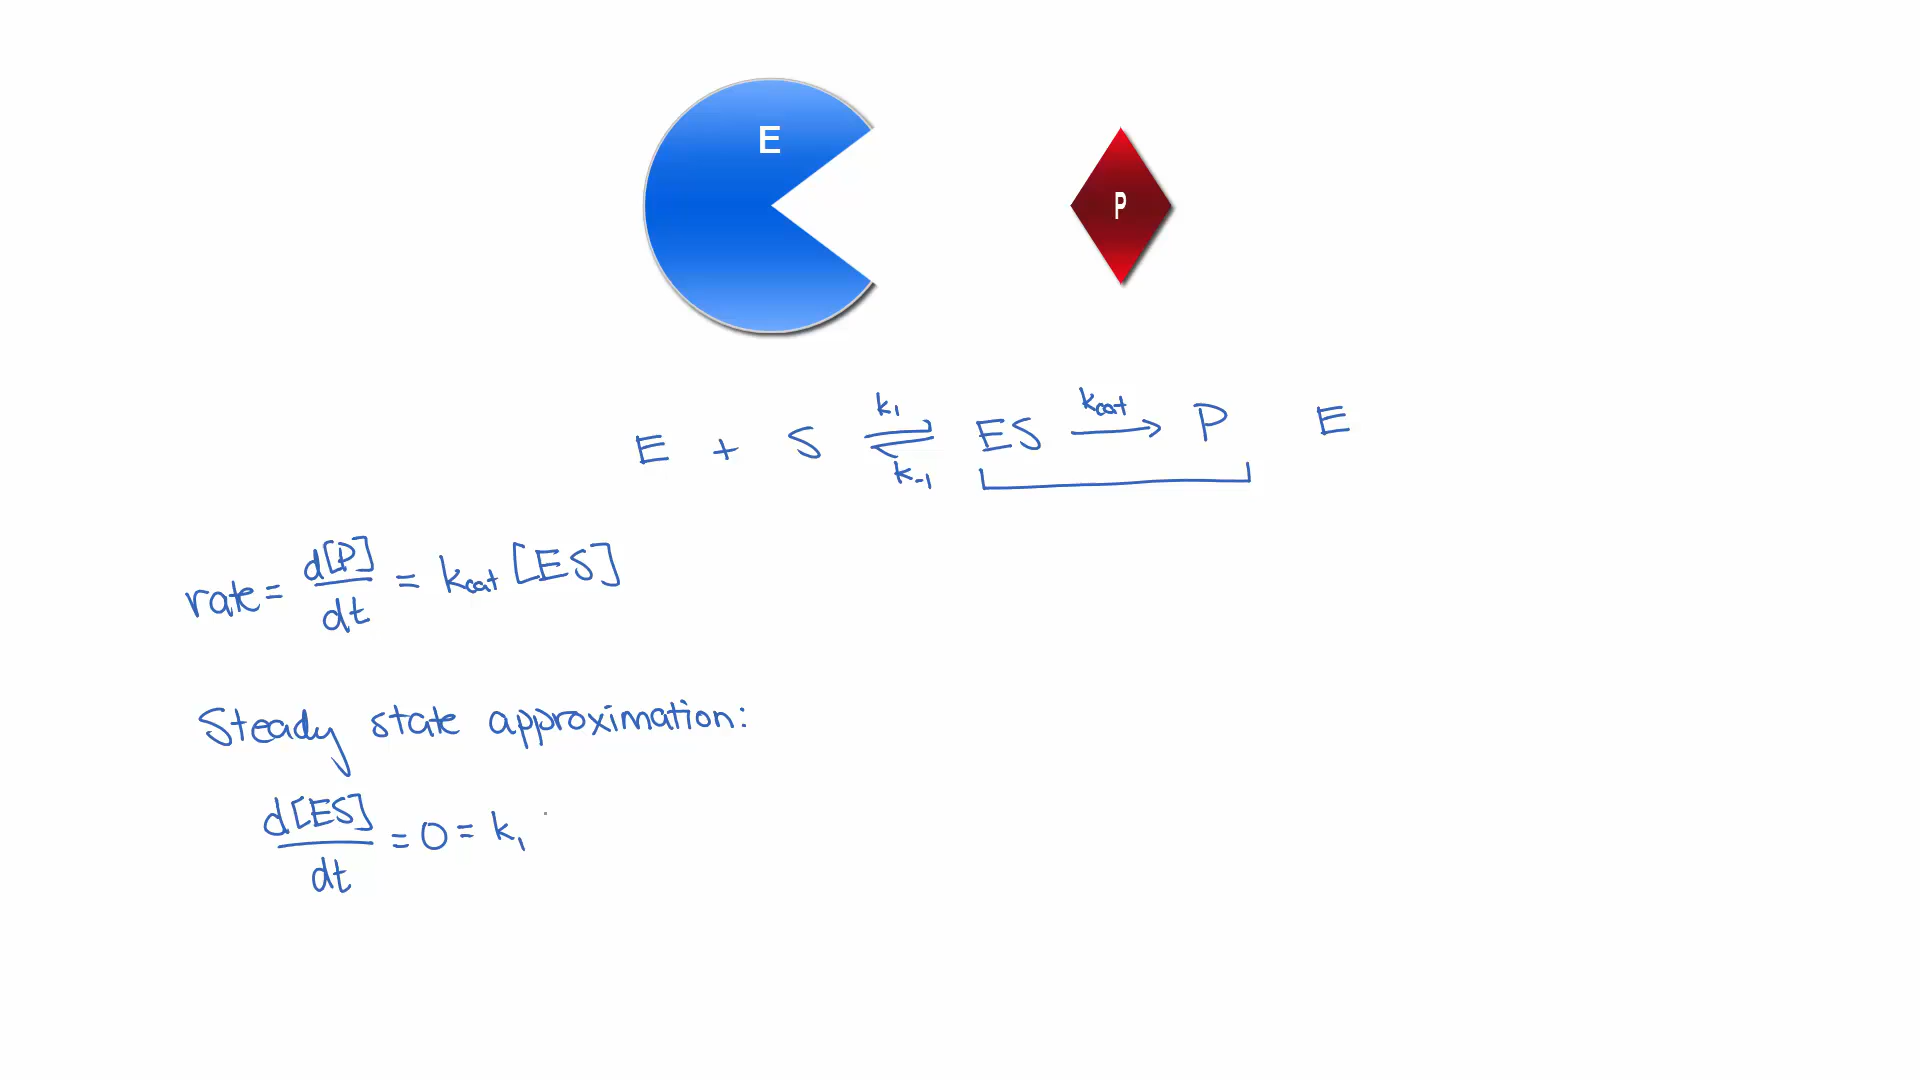 E
P
k₁ kcat
E + S ⇌ ES → P E
k₋₁
rate = d[P]/dt = kcat [ES]
Steady state approximation:
d[ES]/dt = 0 = k₁